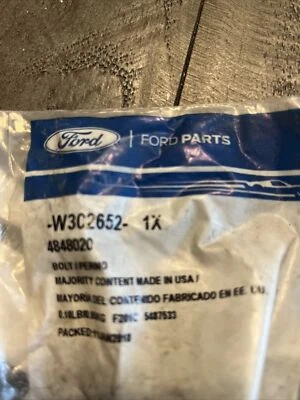 Ford | FORD PARTS
-W302652- 1X
4848020
BOLT / PERNO
MAJORITY CONTENT MADE IN USA /
MAYORIA DEL CONTENIDO FABRICADO EN EE. UU.
5487533